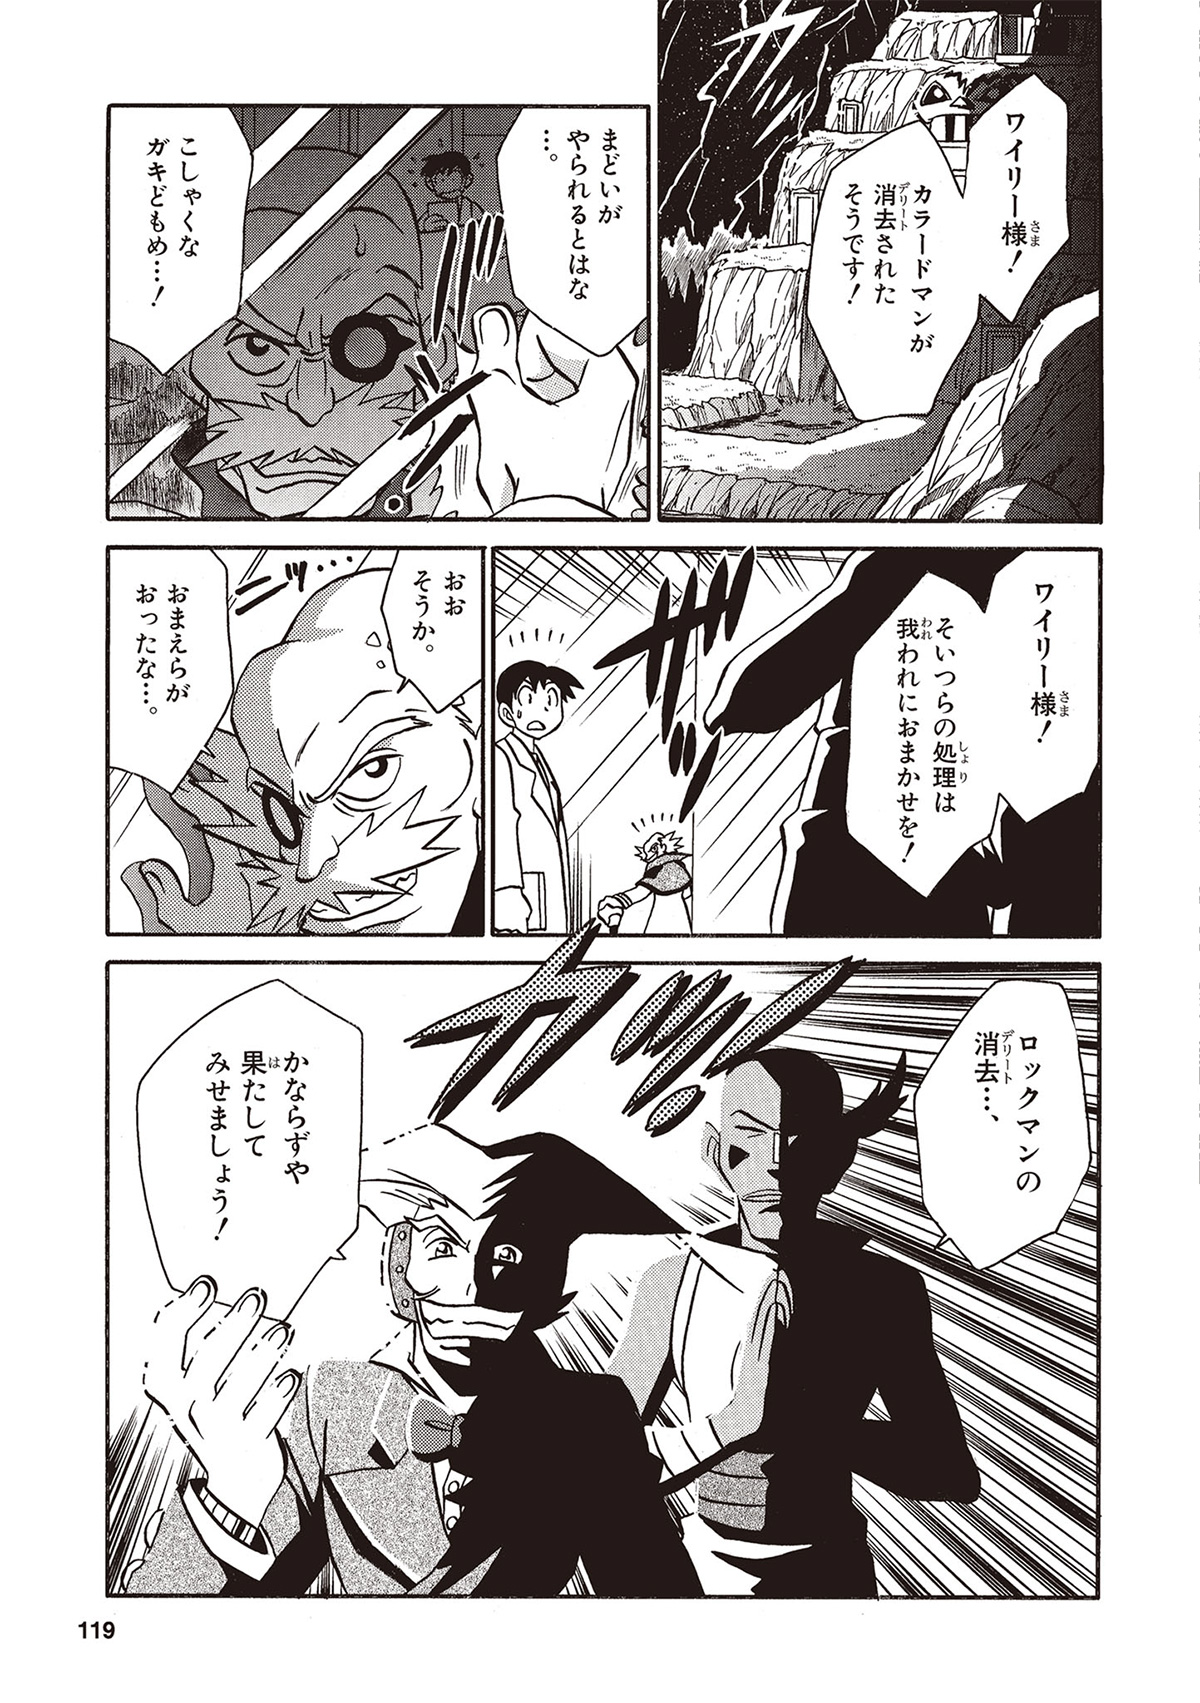 ワイリー様！
カラードマンが
消去された
そうです！
まどいが
やられるとはな
…。
こしゃくな
ガキどもめ…！
ワイリー様！
そいつらの処理は
我われにおまかせを！
おお
そうか。
おまえらが
おったな…。
ロックマンの
消去…、
かならずや
果たして
みせましょう！
119